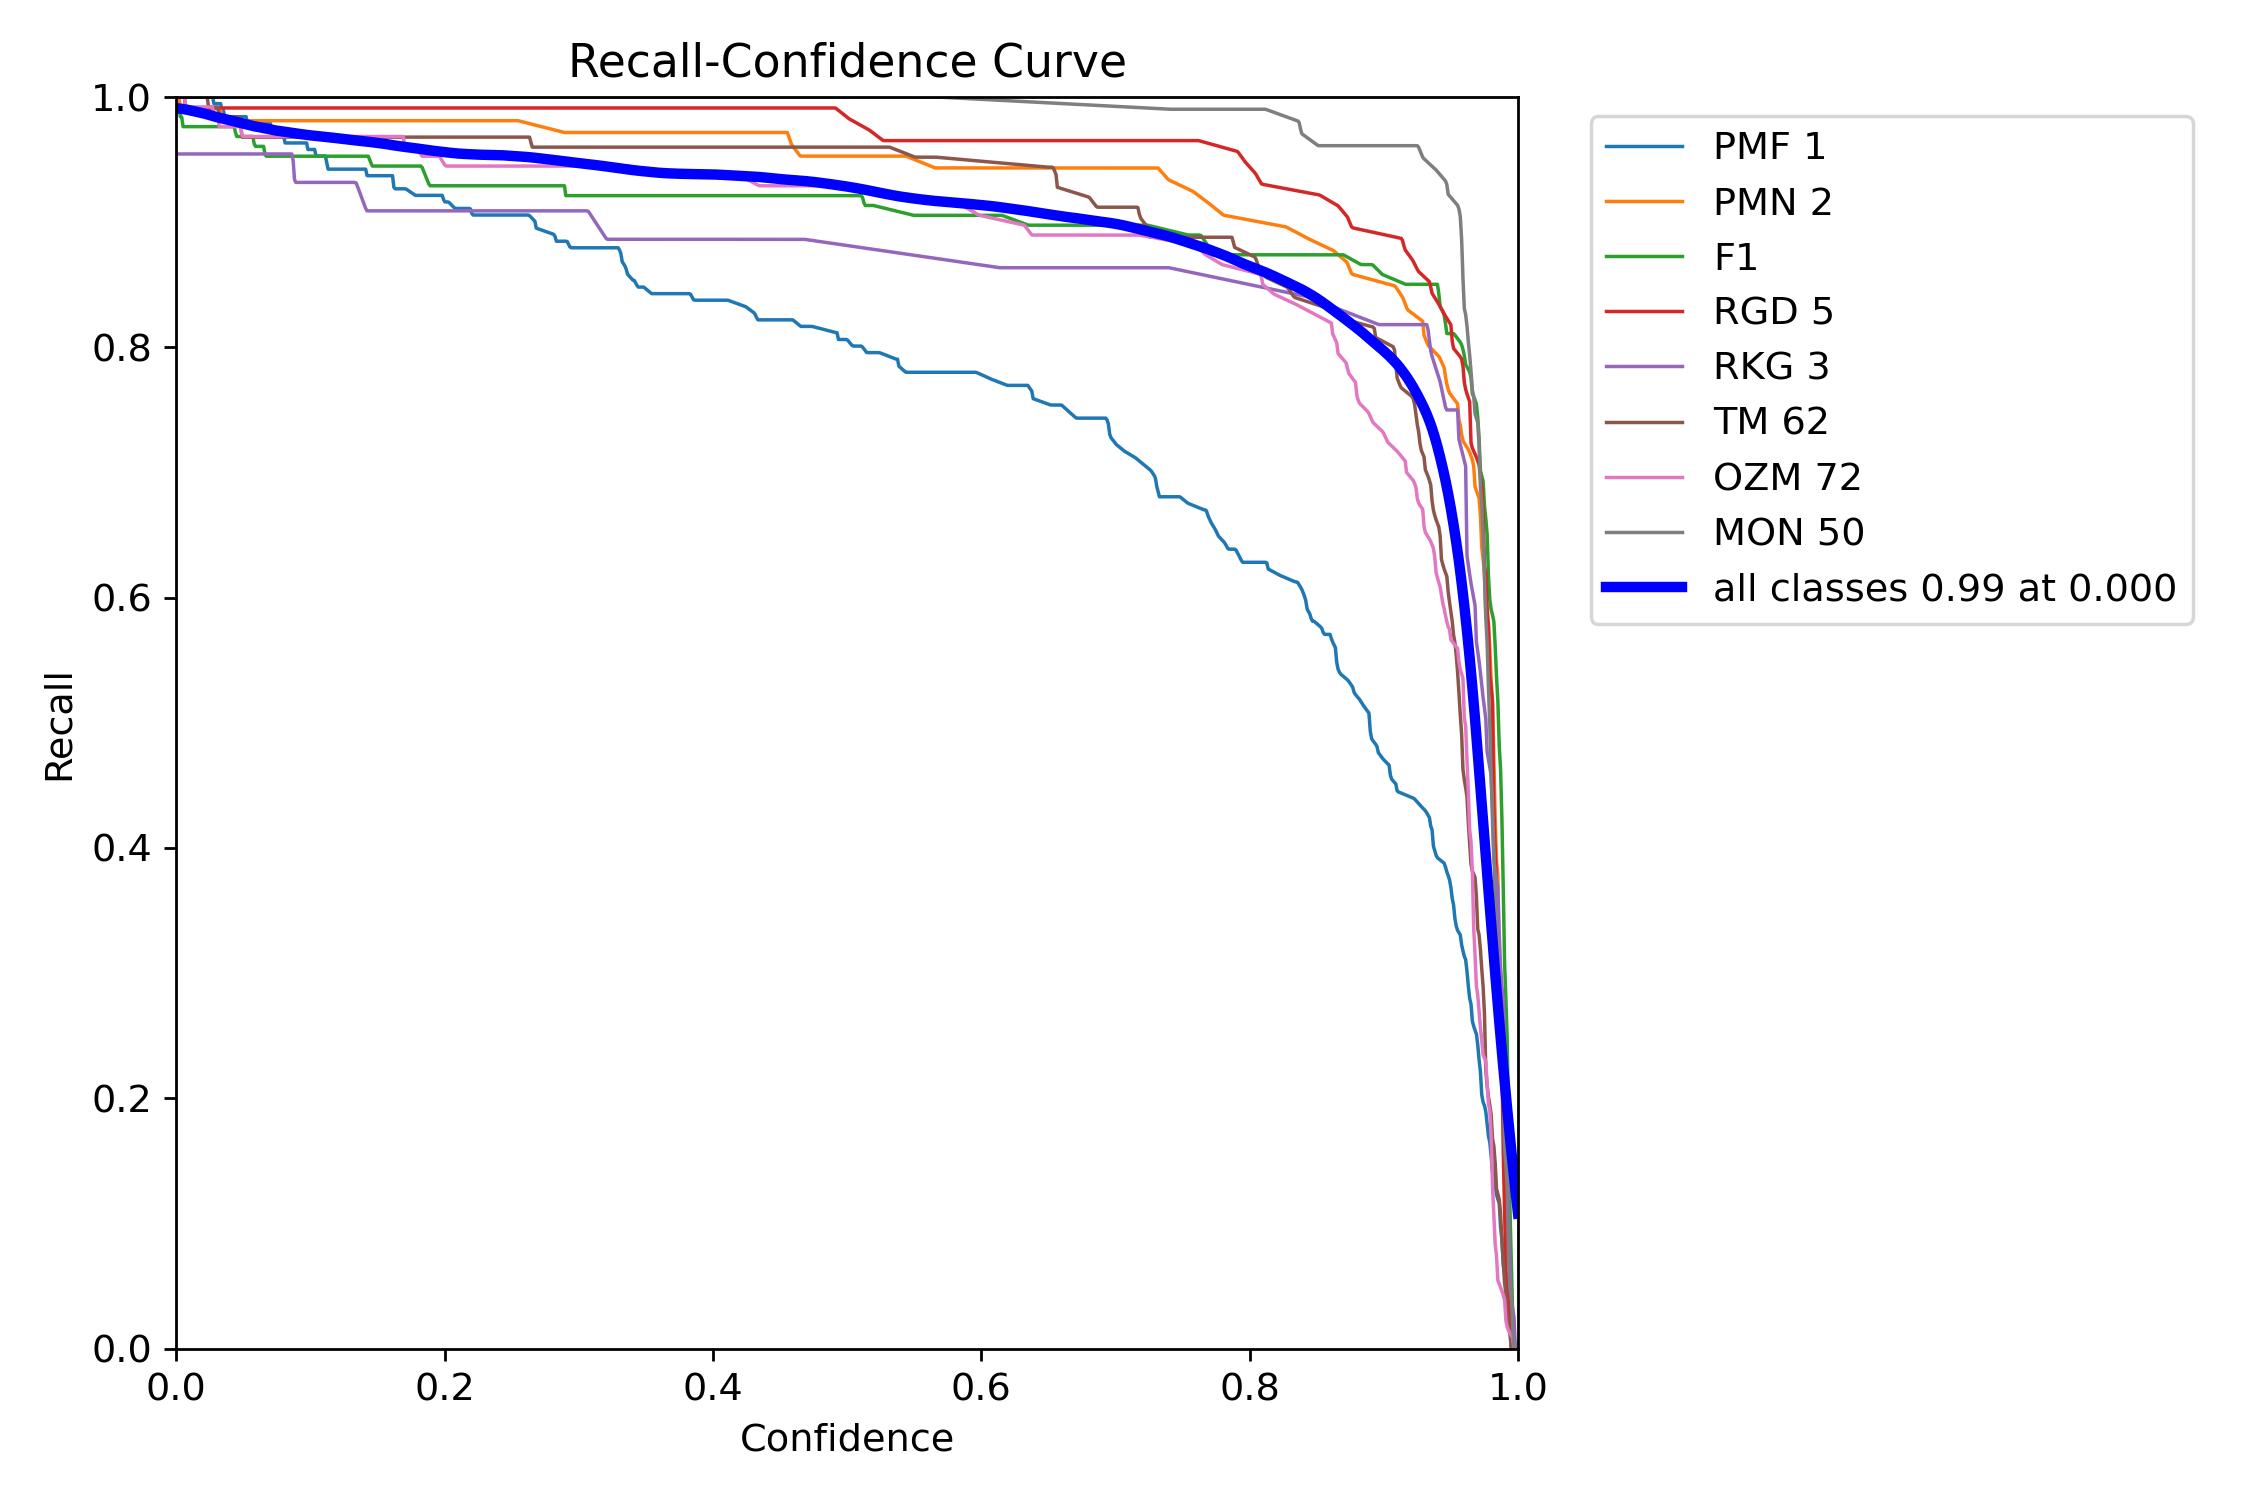 Recall-Confidence Curve
1.0
0.8
0.6
0.4
0.2
0.0
Recall
0.0 0.2 0.4 0.6 0.8 1.0
Confidence
PMF 1
PMN 2
F1
RGD 5
RKG 3
TM 62
OZM 72
MON 50
all classes 0.99 at 0.000